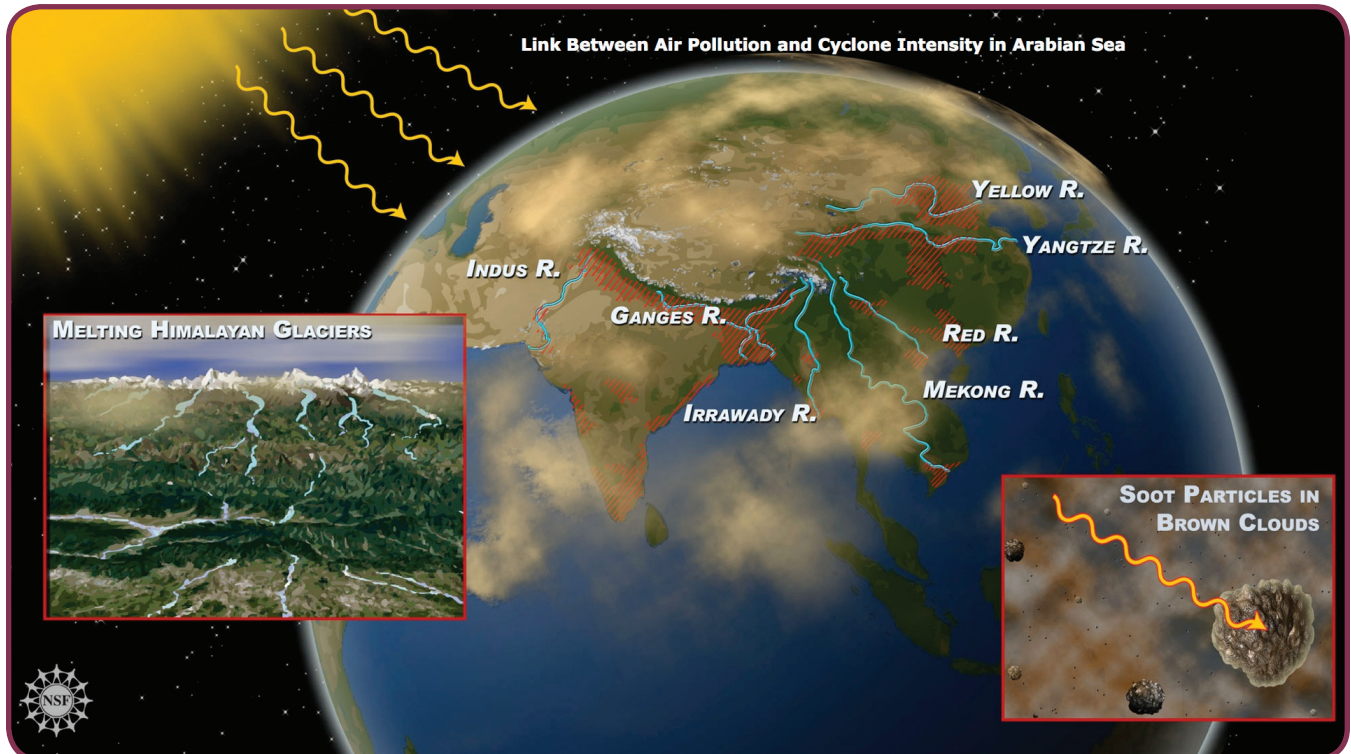 Link Between Air Pollution and Cyclone Intensity in Arabian Sea
YELLOW R.
YANGTZE R.
INDUS R.
GANGES R.
RED R.
MEKONG R.
IRRAWADY R.
MELTING HIMALAYAN GLACIERS
SOOT PARTICLES IN
BROWN CLOUDS
NSF